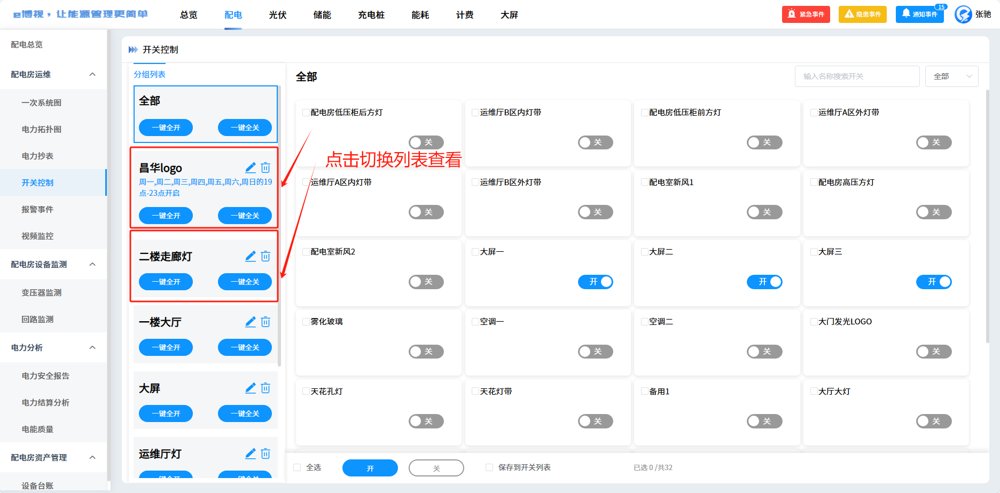 e博视，让能源管理更简单
总览
配电
光伏
储能
充电桩
能耗
计费
大屏
紧急事件
隐患事件
通知事件
15
张驰
配电总览
配电房运维
一次系统图
电力拓扑图
电力抄表
开关控制
报警事件
视频监控
配电房设备监测
变压器监测
回路监测
电力分析
电力安全报告
电力结算分析
电能质量
配电房资产管理
设备台账
开关控制
分组列表
全部
一键全开
一键全关
昌华logo
周一,周二,周三,周四,周五,周六,周日的19
点-23点开启
一键全开
一键全关
二楼走廊灯
一键全开
一键全关
一楼大厅
一键全开
一键全关
大屏
一键全开
一键全关
运维厅灯
一键全开
一键全关
全部
输入名称搜索开关
全部
配电房低压柜后方灯
关
运维厅B区内灯带
关
配电房低压柜前方灯
关
运维厅A区外灯带
关
点击切换列表查看
运维厅A区内灯带
关
运维厅B区外灯带
关
配电室新风1
关
配电房高压方灯
关
配电室新风2
关
大屏一
开
大屏二
开
大屏三
开
雾化玻璃
关
空调一
关
空调二
关
大门发光LOGO
关
天花孔灯
关
天花灯带
关
备用1
关
大厅大灯
关
全选
开
关
保存到开关列表
已选 0 /共32